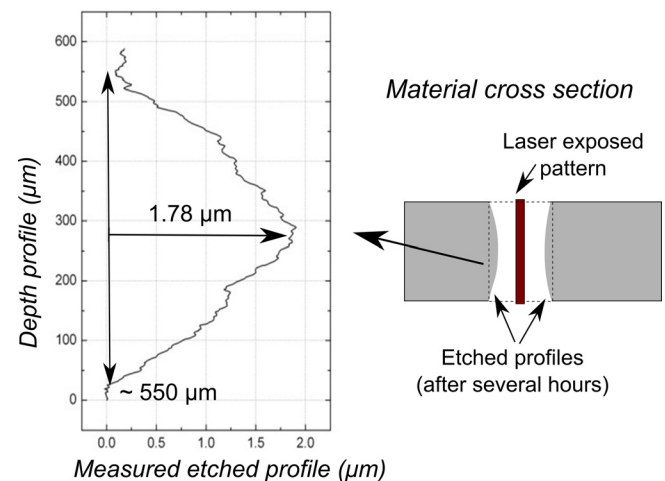 600
500
400
300
200
100
0
Depth profile (µm)
1.78 µm
~ 550 µm
0.0 0.5 1.0 1.5 2.0
Measured etched profile (µm)
Material cross section
Laser exposed
pattern
Etched profiles
(after several hours)